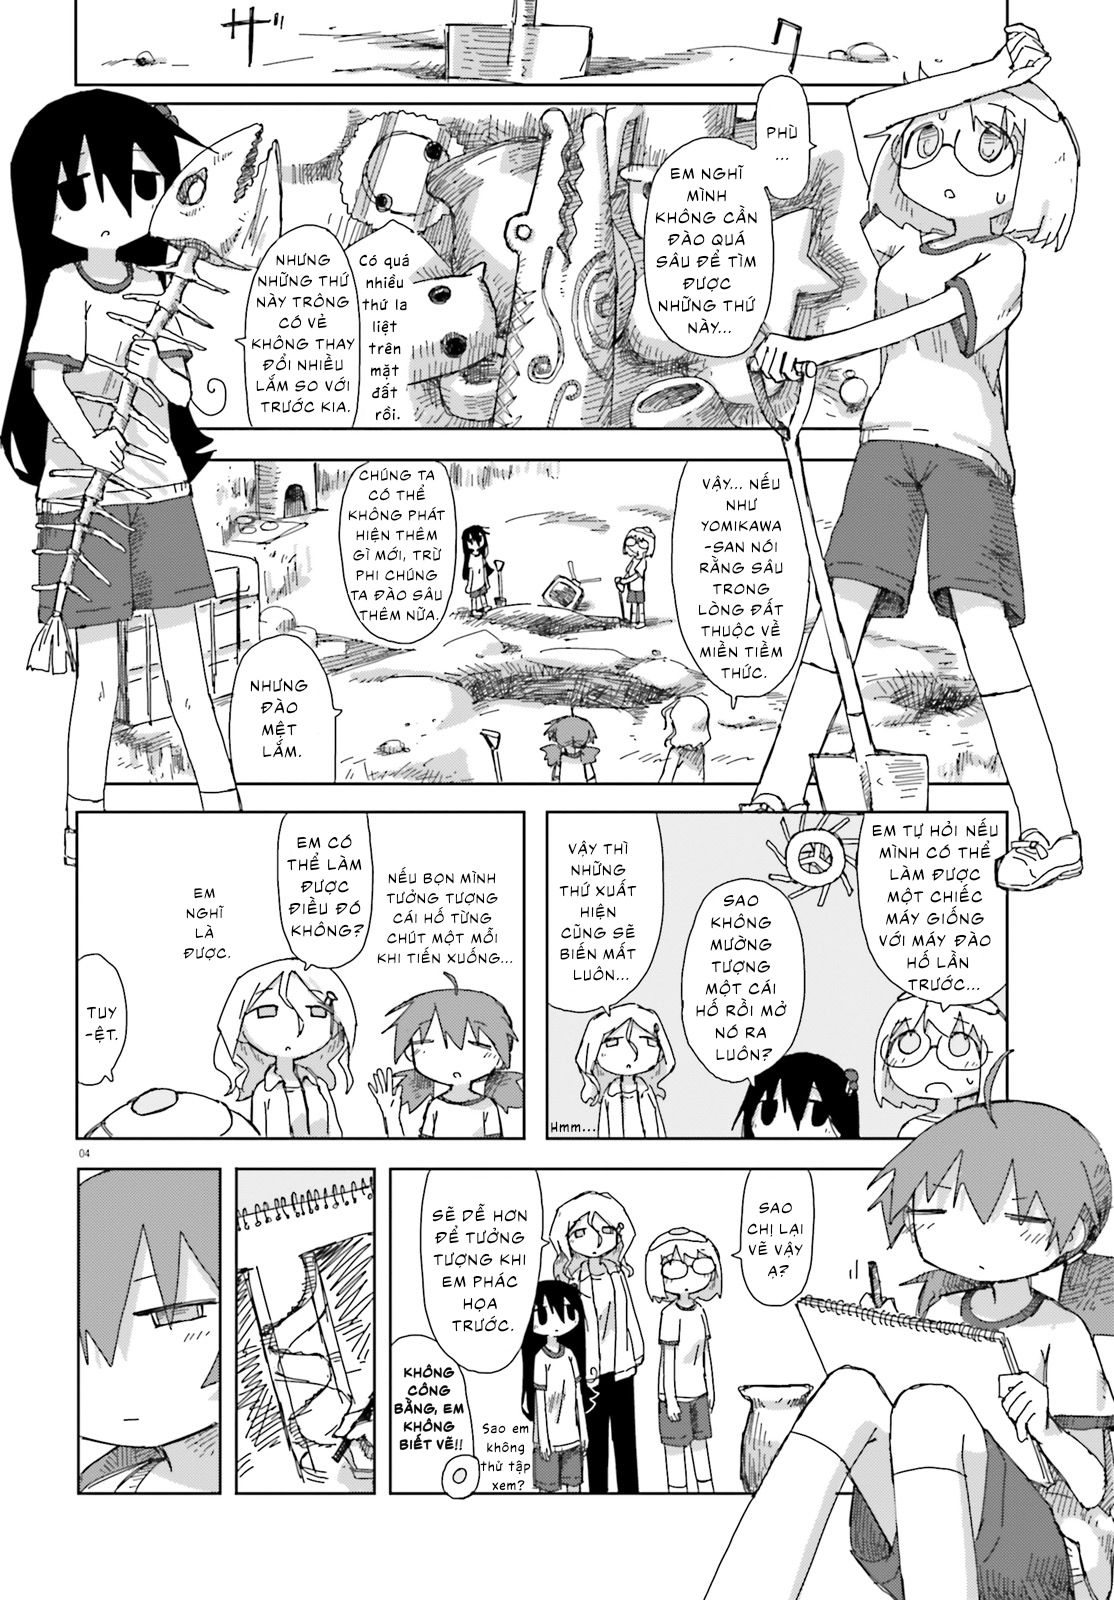 ザ
PHÙ
...
EM NGHĨ
MÌNH
KHÔNG CẦN
ĐÀO QUÁ
SÂU ĐỂ TÌM
ĐƯỢC
NHỮNG THỨ
NÀY...
Có quá
nhiều
thứ la
liệt
trên
mặt
đất
rồi.
NHƯNG
NHỮNG THỨ
NÀY TRÔNG
CÓ VẺ
KHÔNG THAY
ĐỔI NHIỀU
LẮM SO VỚI
TRƯỚC KIA.
VẬY... NẾU
NHƯ
YOMIKAWA
-SAN NÓI
RẰNG SÂU
TRONG
LÒNG ĐẤT
THUỘC VỀ
MIỀN TIỀM
THỨC.
CHÚNG TA
CÓ THỂ
KHÔNG PHÁT
HIỆN THÊM
GÌ MỚI, TRỪ
PHI CHÚNG
TA ĐÀO SÂU
THÊM NỮA.
NHƯNG
ĐÀO
MỆT
LẮM.
EM TỰ HỎI NẾU
MÌNH CÓ THỂ
LÀM ĐƯỢC
MỘT CHIẾC
MÁY GIỐNG
VỚI MÁY ĐÀO
HỐ LẦN
TRƯỚC...
SAO
KHÔNG
MƯỜNG
TƯỢNG
MỘT CÁI
HỐ RỒI MỞ
NÓ RA
LUÔN?
VẬY THÌ
NHỮNG
THỨ XUẤT
HIỆN
CŨNG SẼ
BIẾN MẤT
LUÔN...
Hmm...
NẾU BỌN MÌNH
TƯỞNG TƯỢNG
CÁI HỐ TỪNG
CHÚT MỘT MỖI
KHI TIẾN XUỐNG...
EM CÓ
THỂ LÀM
ĐƯỢC
ĐIỀU ĐÓ
KHÔNG?
EM
NGHĨ
LÀ
ĐƯỢC.
TUY
-ỆT.
04
SAO
CHỊ LẠI
VẼ VẬY
Ạ?
SẼ DỄ HƠN
ĐỂ TƯỞNG
TƯỢNG KHI
EM PHÁC
HỌA
TRƯỚC.
KHÔNG
CÔNG
BẰNG, EM
KHÔNG
BIẾT VẼ!!
Sao em
không
thử tập
xem?